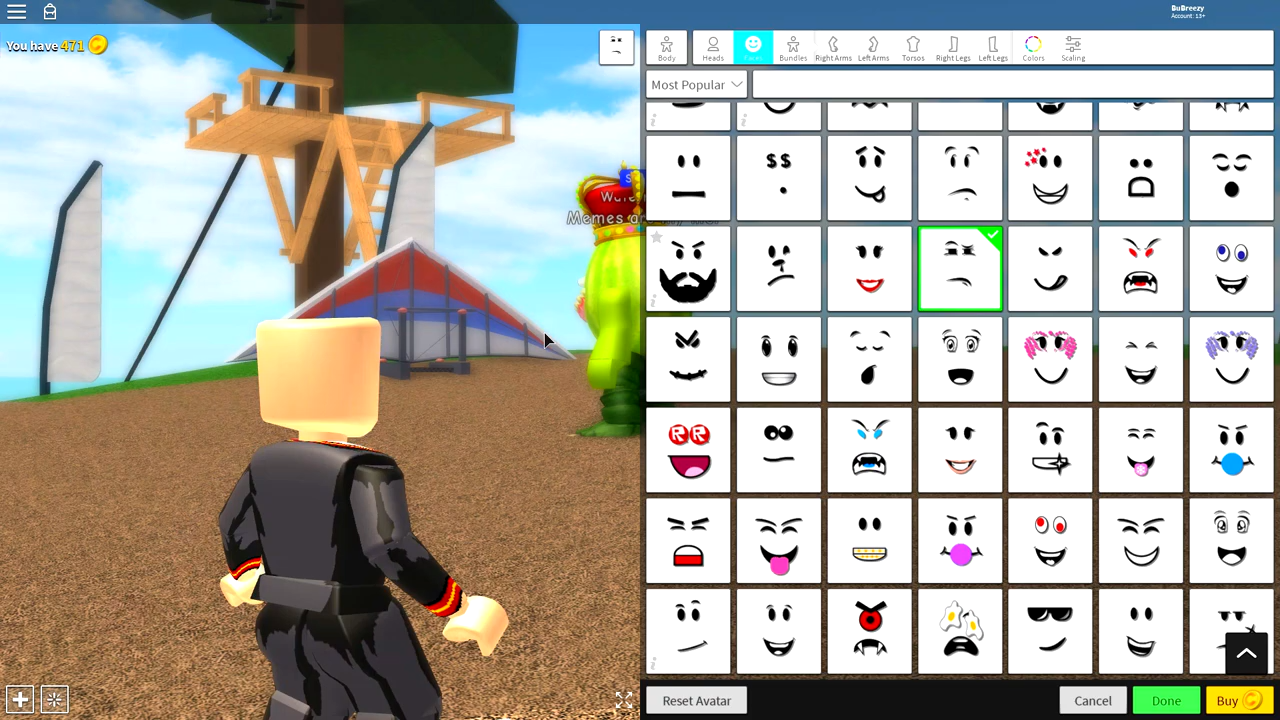 BuBreezy
Account: 13+
You have 471
Body
Heads
Faces
Bundles
Right Arms
Left Arms
Torsos
Right Legs
Left Legs
Colors
Scaling
Most Popular
$$
S
Memes ar
R R
Reset Avatar
Cancel
Done
Buy